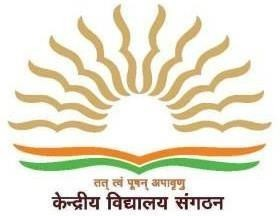 तत् त्वं पूषन् अपावृणु
केन्द्रीय विद्यालय संगठन